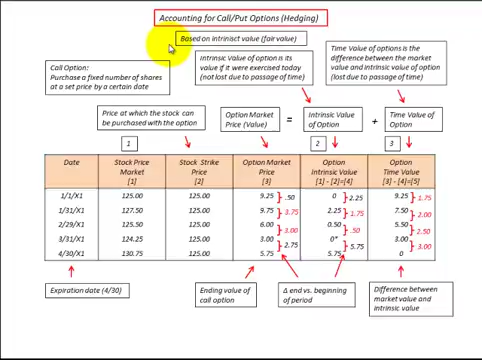 Accounting for Call/Put Options (Hedging)
Based on intrinsict value (fair value)
Call Option:
Purchase a fixed number of shares
at a set price by a certain date
Intrinsic Value of option is its
value if it were exercised today
(not lost due to passage of time)
Time Value of options is the
difference between the market
value and intrinsic value of option
(lost due to passage of time)
Price at which the stock can
be purchased with the option
Option Market
Price (Value)
=
Intrinsic Value
of Option
+
Time Value of
Option
1 2 3
Date Stock Price Market [1] Stock Strike Price [2] Option Market Price [3] Option Intrinsic Value [1] - [2]=[4] Option Time Value [3] - [4]=[5]
1/1/X1 125.00 125.00 9.25 0 9.25
.50 2.25 1.75
1/31/X1 127.50 125.00 9.75 2.25 7.50
3.75 1.75 2.00
2/29/X1 125.50 125.00 6.00 0.50 5.50
3.00 .50 2.50
3/31/X1 124.25 125.00 3.00 0* 3.00
2.75 5.75 3.00
4/30/X1 130.75 125.00 5.75 5.75 0
Expiration date (4/30)
Ending value of
call option
Δ end vs. beginning
of period
Difference between
market value and
intrinsic value